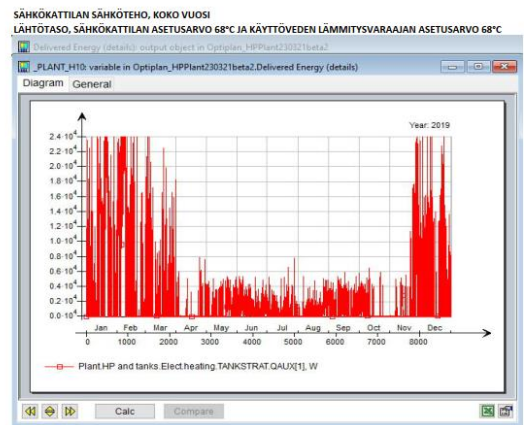 SÄHKÖKATTILAN SÄHKÖTEHO, KOKO VUOSI
LÄHTÖTASO, SÄHKÖKATTILAN ASETUSARVO 68°C JA KÄYTTÖVEDEN LÄMMITYSVARAAJAN ASETUSARVO 68°C
Delivered Energy (details): output object in Optiplan_HPPlant230321beta2
_PLANT_H10: variable in Optiplan_HPPlant230321beta2.Delivered Energy (details)
Diagram General
Year: 2019
2.4·10⁴
2.2·10⁴
2.0·10⁴
1.8·10⁴
1.6·10⁴
1.4·10⁴
1.2·10⁴
1.0·10⁴
0.8·10⁴
0.6·10⁴
0.4·10⁴
0.2·10⁴
0.0·10⁰
Jan Feb Mar Apr May Jun Jul Aug Sep Oct Nov Dec
0 1000 2000 3000 4000 5000 6000 7000 8000
Plant.HP and tanks.Elect.heating.TANKSTRAT.QAUX[1], W
Calc Compare